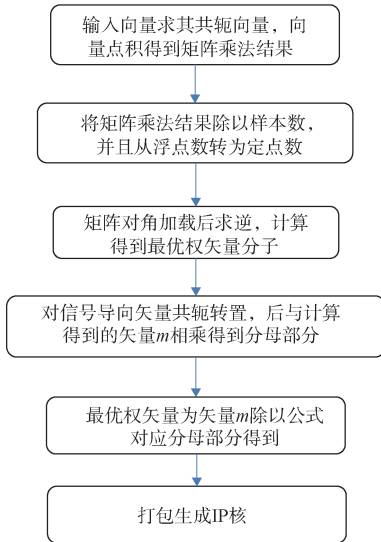 输入向量求其共轭向量，向
量点积得到矩阵乘法结果
将矩阵乘法结果除以样本数，
并且从浮点数转为定点数
矩阵对角加载后求逆，计算
得到最优权矢量分子
对信号导向矢量共轭转置，后与计算
得到的矢量m相乘得到分母部分
最优权矢量为矢量m除以公式
对应分母部分得到
打包生成IP核